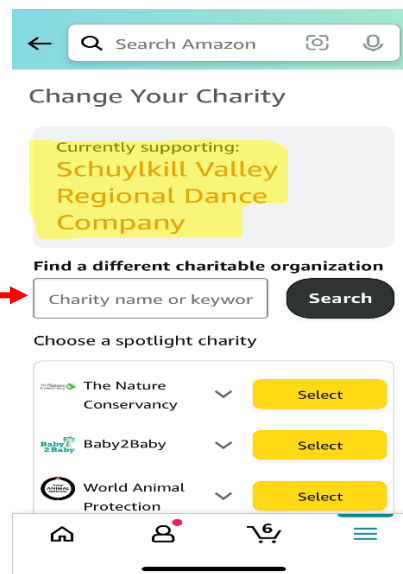 Search Amazon
Change Your Charity
Currently supporting:
Schuylkill Valley
Regional Dance
Company
Find a different charitable organization
Charity name or keywor
Search
Choose a spotlight charity
The Nature
Conservancy
Select
Baby2Baby
Baby2Baby
Select
World Animal
Protection
Select
6